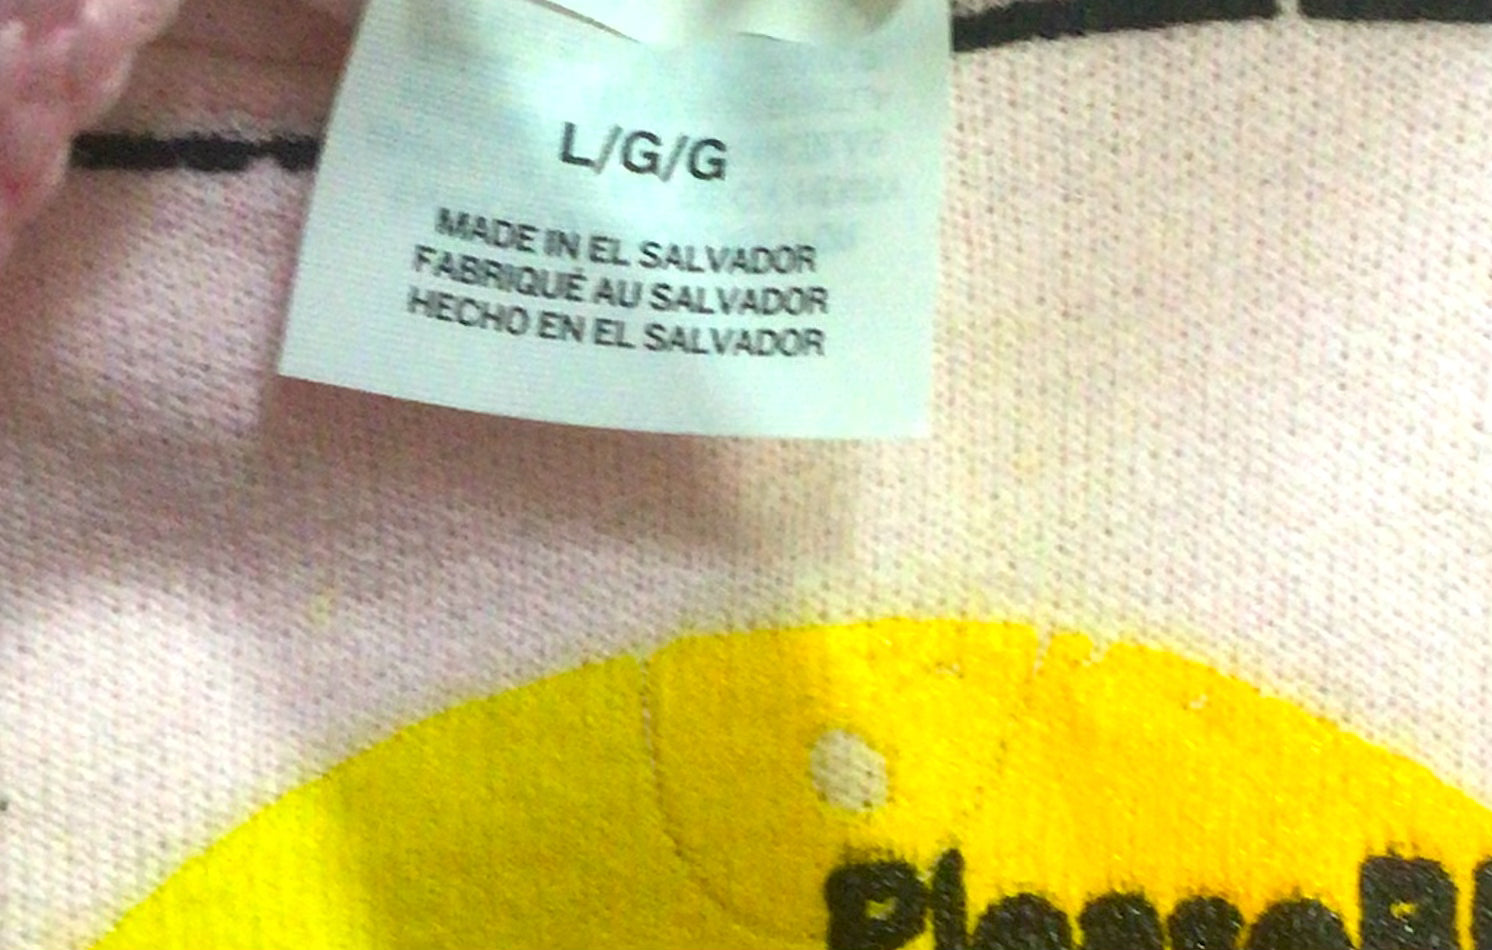 L/G/G
MADE IN EL SALVADOR
FABRIQUÉ AU SALVADOR
HECHO EN EL SALVADOR